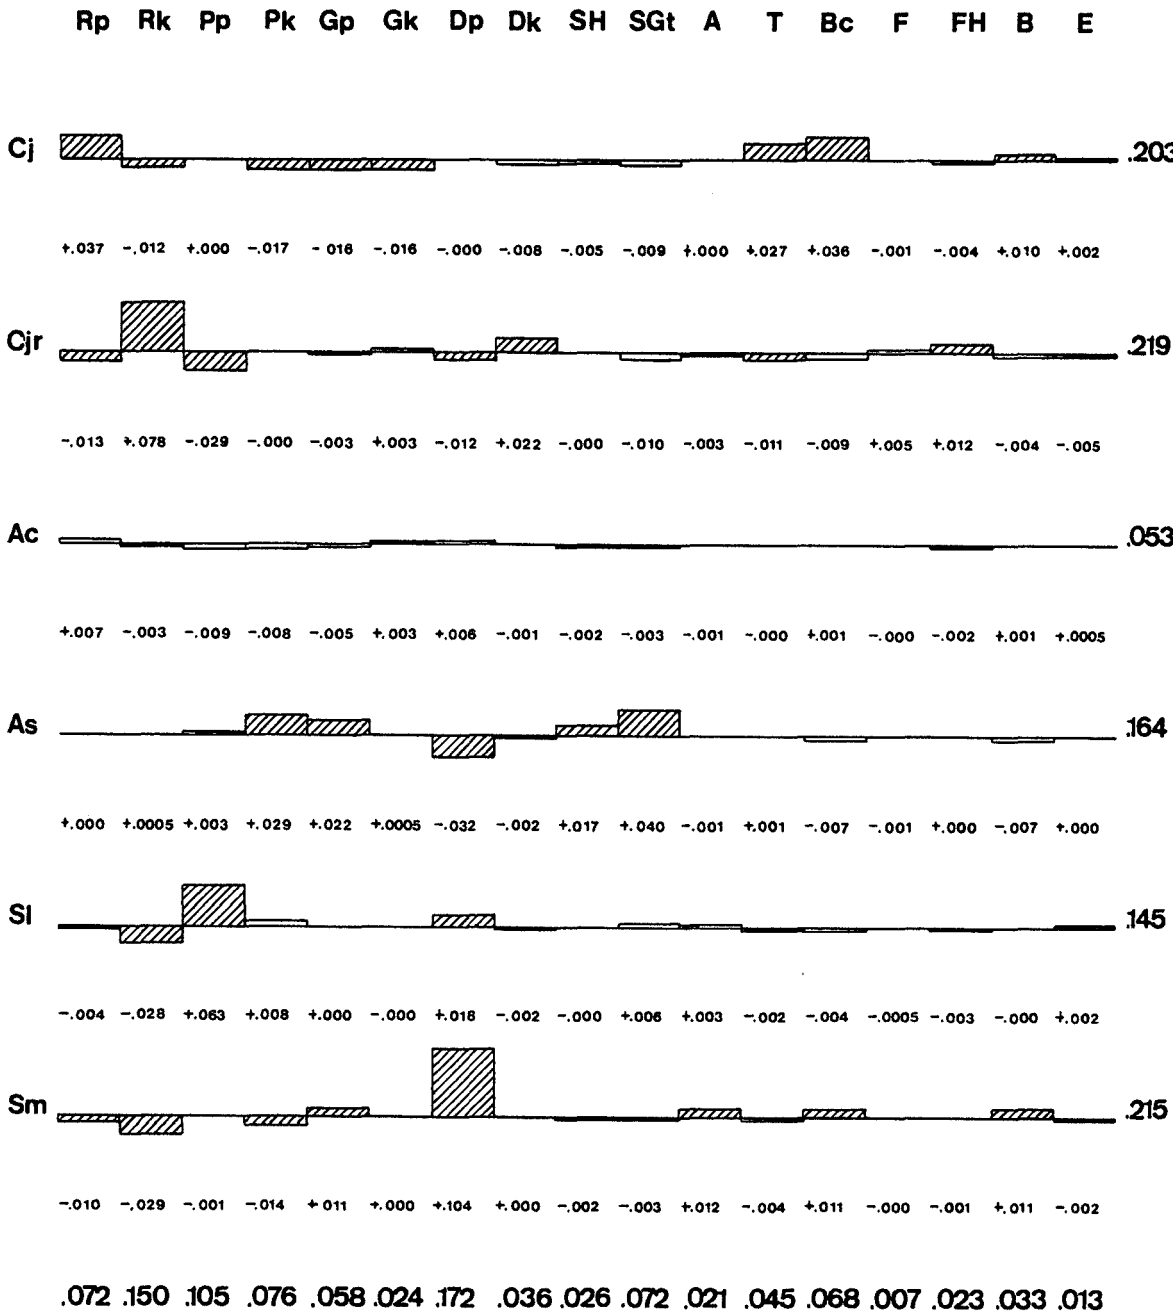 Rp Rk Pp Pk Gp Gk Dp Dk SH SGt A T Bc F FH B E
Cj .203
+.037 -.012 +.000 -.017 -016 -.016 -.000 -.008 -.005 -.009 +.000 +.027 +.036 -.001 -.004 +.010 +.002
Cjr .219
-.013 +.078 -.029 -.000 -.003 +.003 -.012 +.022 -.000 -.010 -.003 -.011 -.009 +.005 +.012 -.004 -.005
Ac .053
+.007 -.003 -.009 -.008 -.005 +.003 +.006 -.001 -.002 -.003 -.001 -.000 +.001 -.000 -.002 +.001 +.0005
As .164
+.000 +.0005 +.003 +.029 +.022 +.0005 -.032 -.002 +.017 +.040 -.001 +.001 -.007 -.001 +.000 -.007 +.000
Sl .145
-.004 -.028 +.063 +.008 +.000 -.000 +.018 -.002 -.000 +.006 +.003 -.002 -.004 -.0005 -.003 -.000 +.002
Sm .215
-.010 -.029 -.001 -.014 +011 +.000 +.104 +.000 -.002 -.003 +.012 -.004 +.011 -.000 -.001 +.011 -.002
.072 .150 .105 .076 .058 .024 .172 .036 .026 .072 .021 .045 .068 .007 .023 .033 .013